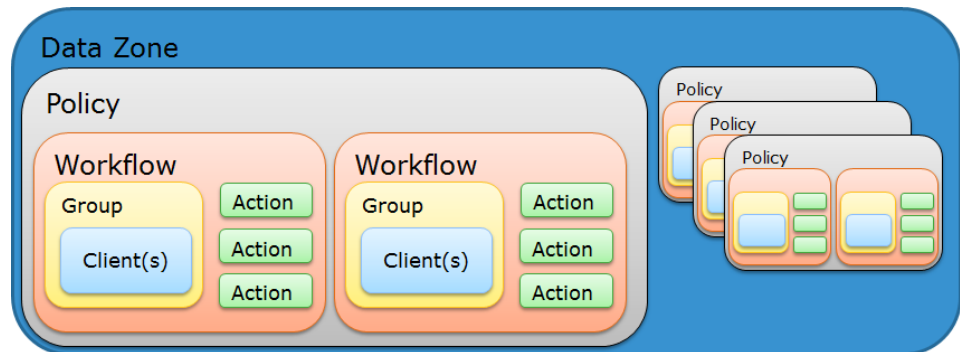 Data Zone
Policy
Workflow
Group
Client(s)
Action
Action
Action
Workflow
Group
Client(s)
Action
Action
Action
Policy
Policy
Policy